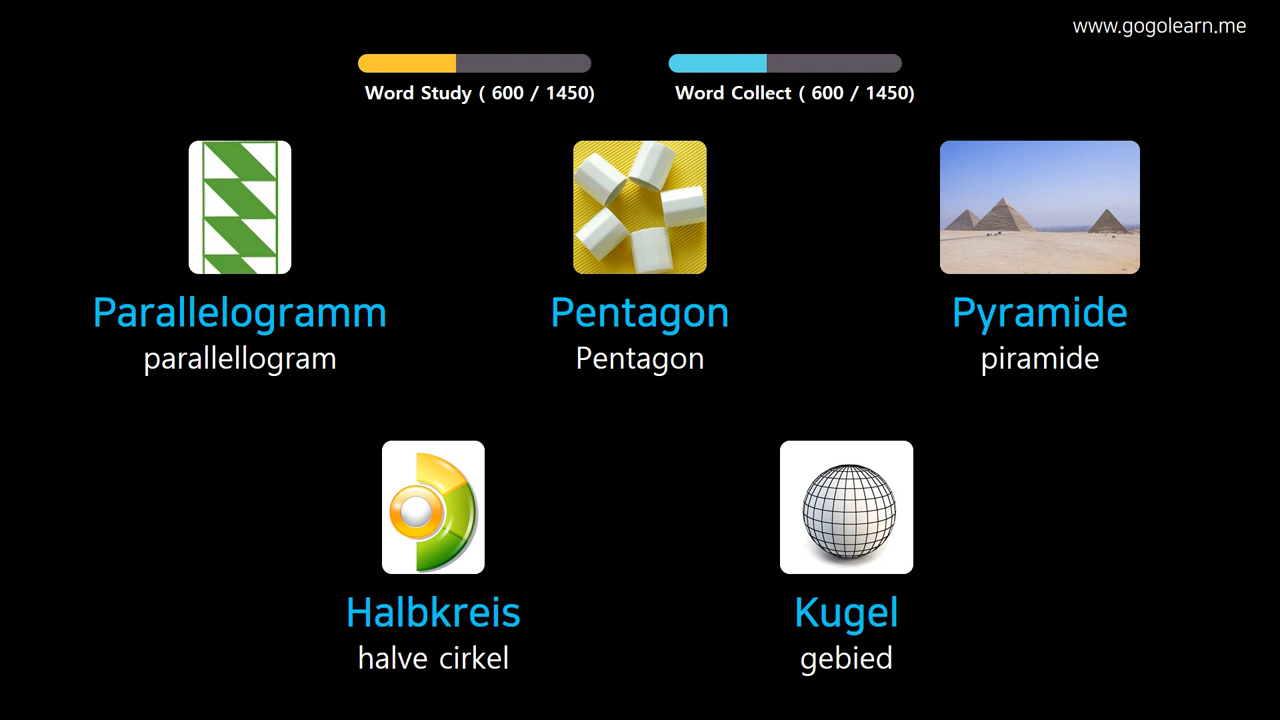 www.gogolearn.me
Word Study ( 600 / 1450)
Word Collect ( 600 / 1450)
Parallelogramm
parallellogram
Pentagon
Pentagon
Pyramide
piramide
Halbkreis
halve cirkel
Kugel
gebied